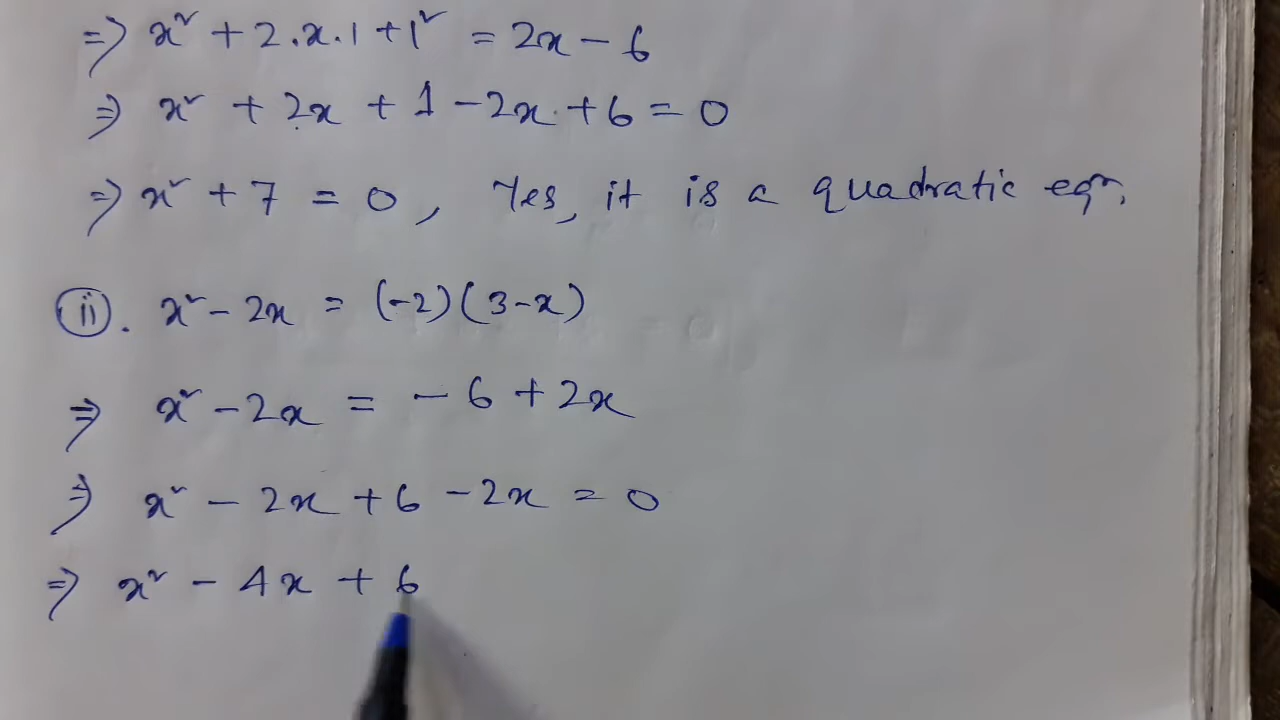 ⇒ x² + 2.x.1 + 1² = 2x - 6
⇒ x² + 2x + 1 - 2x + 6 = 0
⇒ x² + 7 = 0, Yes, it is a quadratic eqn.
(ii). x² - 2x = (-2)(3-x)
⇒ x² - 2x = - 6 + 2x
⇒ x² - 2x + 6 - 2x = 0
⇒ x² - 4x + 6